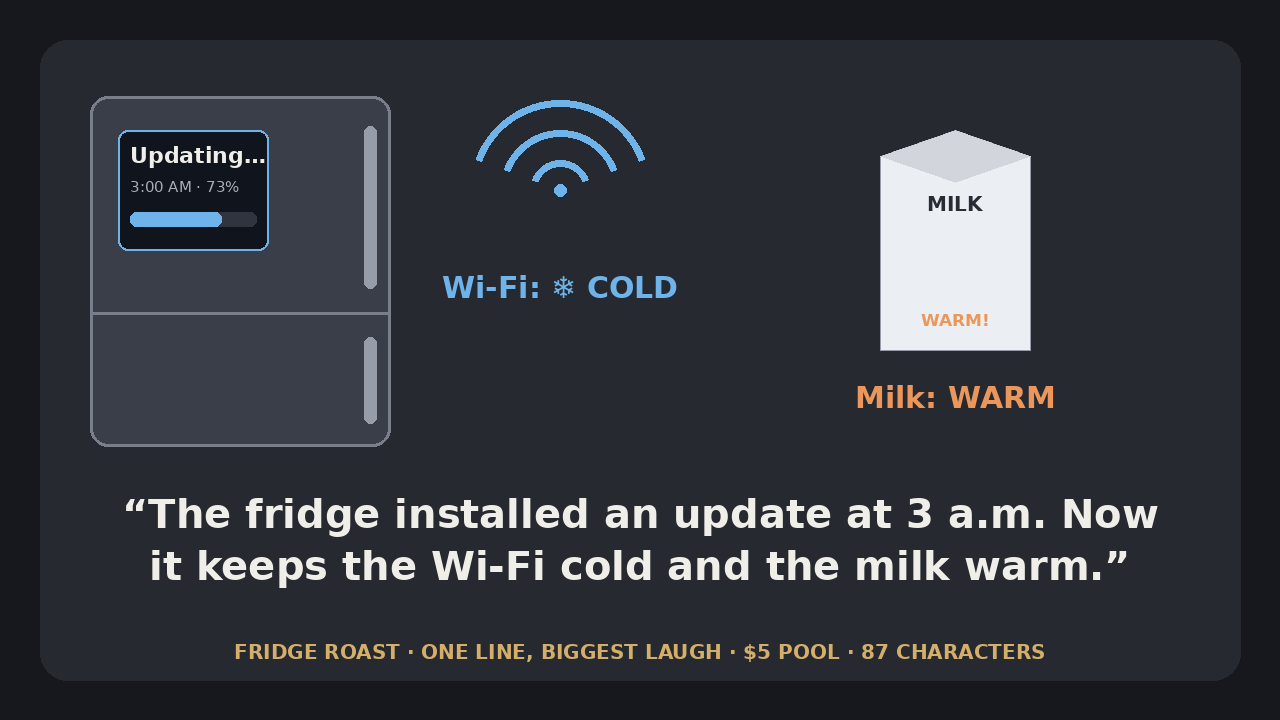 Updating...
3:00 AM · 73%
Wi-Fi: ❄ COLD
MILK
WARM!
Milk: WARM
“The fridge installed an update at 3 a.m. Now
it keeps the Wi-Fi cold and the milk warm.”
FRIDGE ROAST · ONE LINE, BIGGEST LAUGH · $5 POOL · 87 CHARACTERS